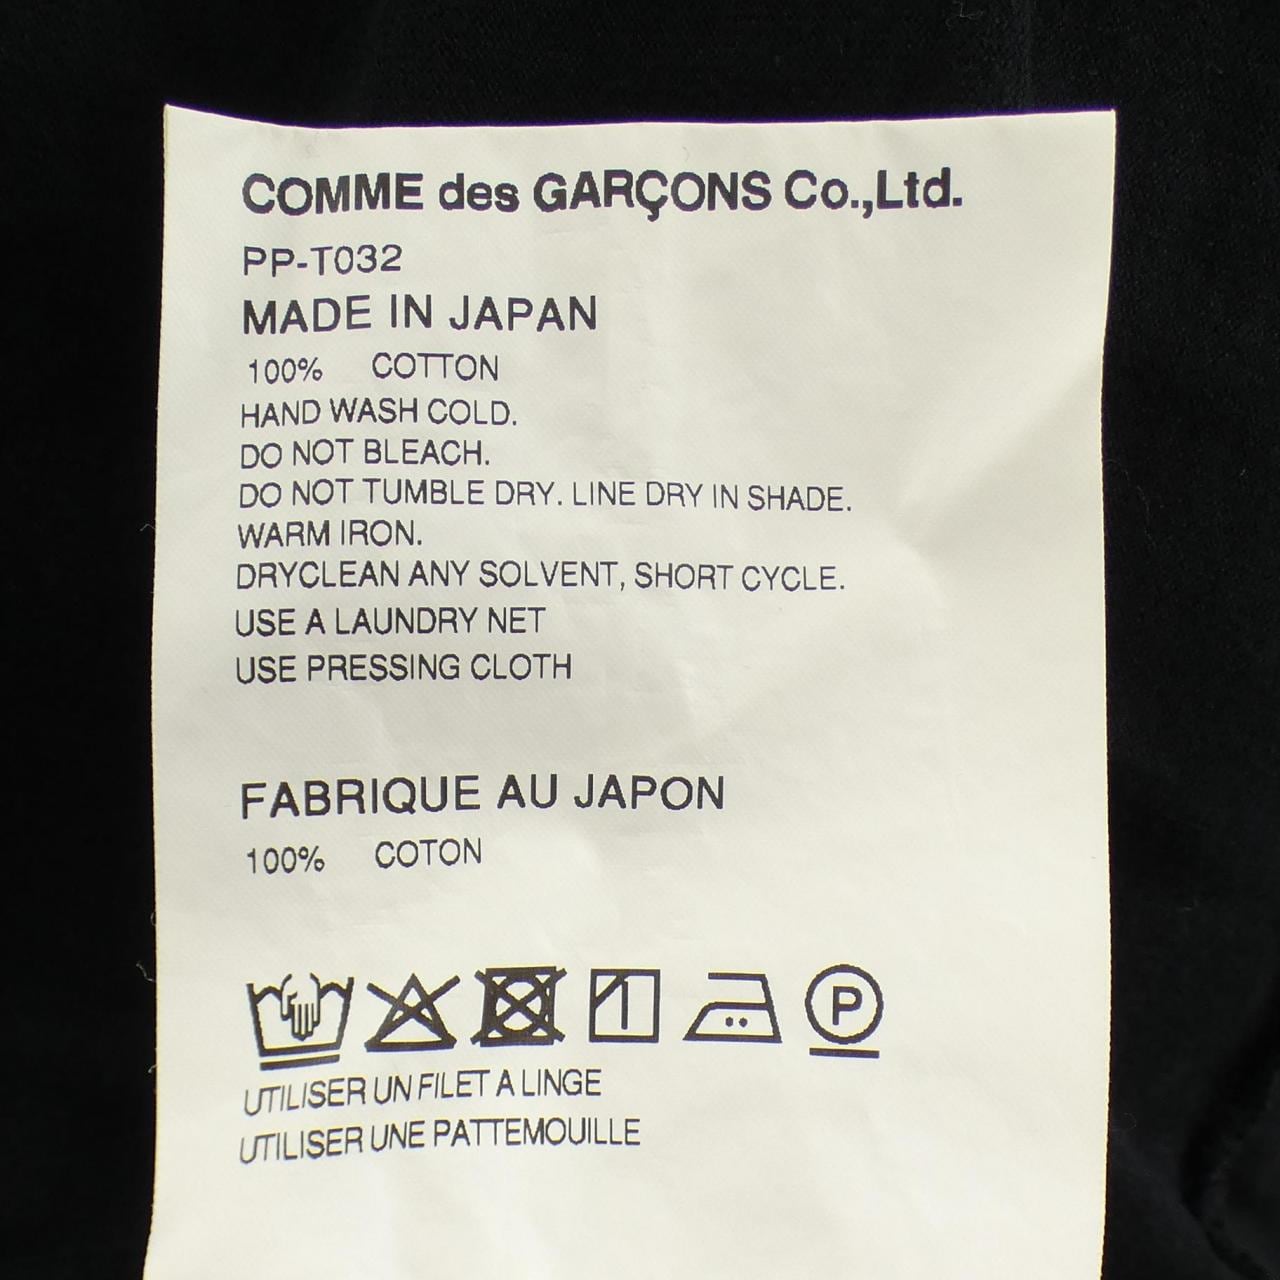 COMME des GARÇONS Co.,Ltd.
PP-T032
MADE IN JAPAN
100% COTTON
HAND WASH COLD.
DO NOT BLEACH.
DO NOT TUMBLE DRY. LINE DRY IN SHADE.
WARM IRON.
DRYCLEAN ANY SOLVENT, SHORT CYCLE.
USE A LAUNDRY NET
USE PRESSING CLOTH
FABRIQUE AU JAPON
100% COTON
P
UTILISER UN FILET A LINGE
UTILISER UNE PATTEMOUILLE